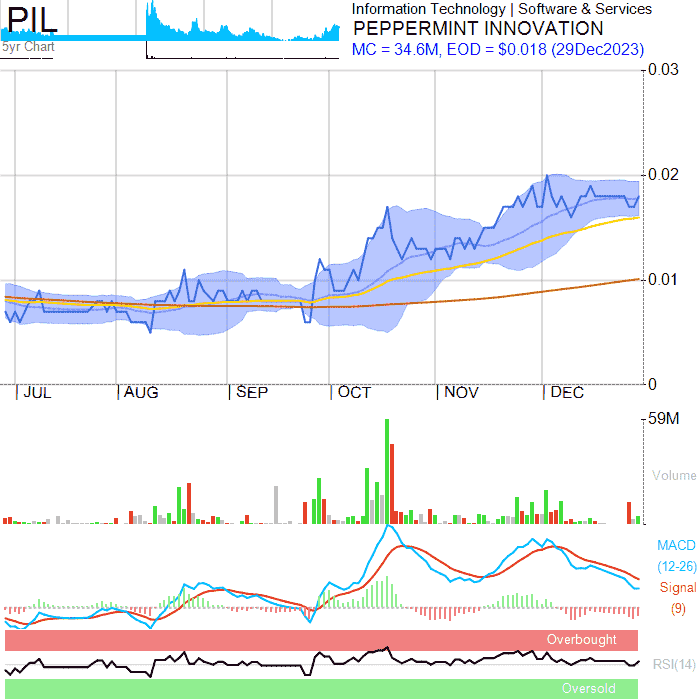 PIL
5yr Chart
Information Technology | Software & Services
PEPPERMINT INNOVATION
MC = 34.6M, EOD = $0.018 (29Dec2023)
0.03
0.02
0.01
0
JUL AUG SEP OCT NOV DEC
59M
Volume
MACD
(12-26)
Signal
(9)
Overbought
RSI(14)
Oversold